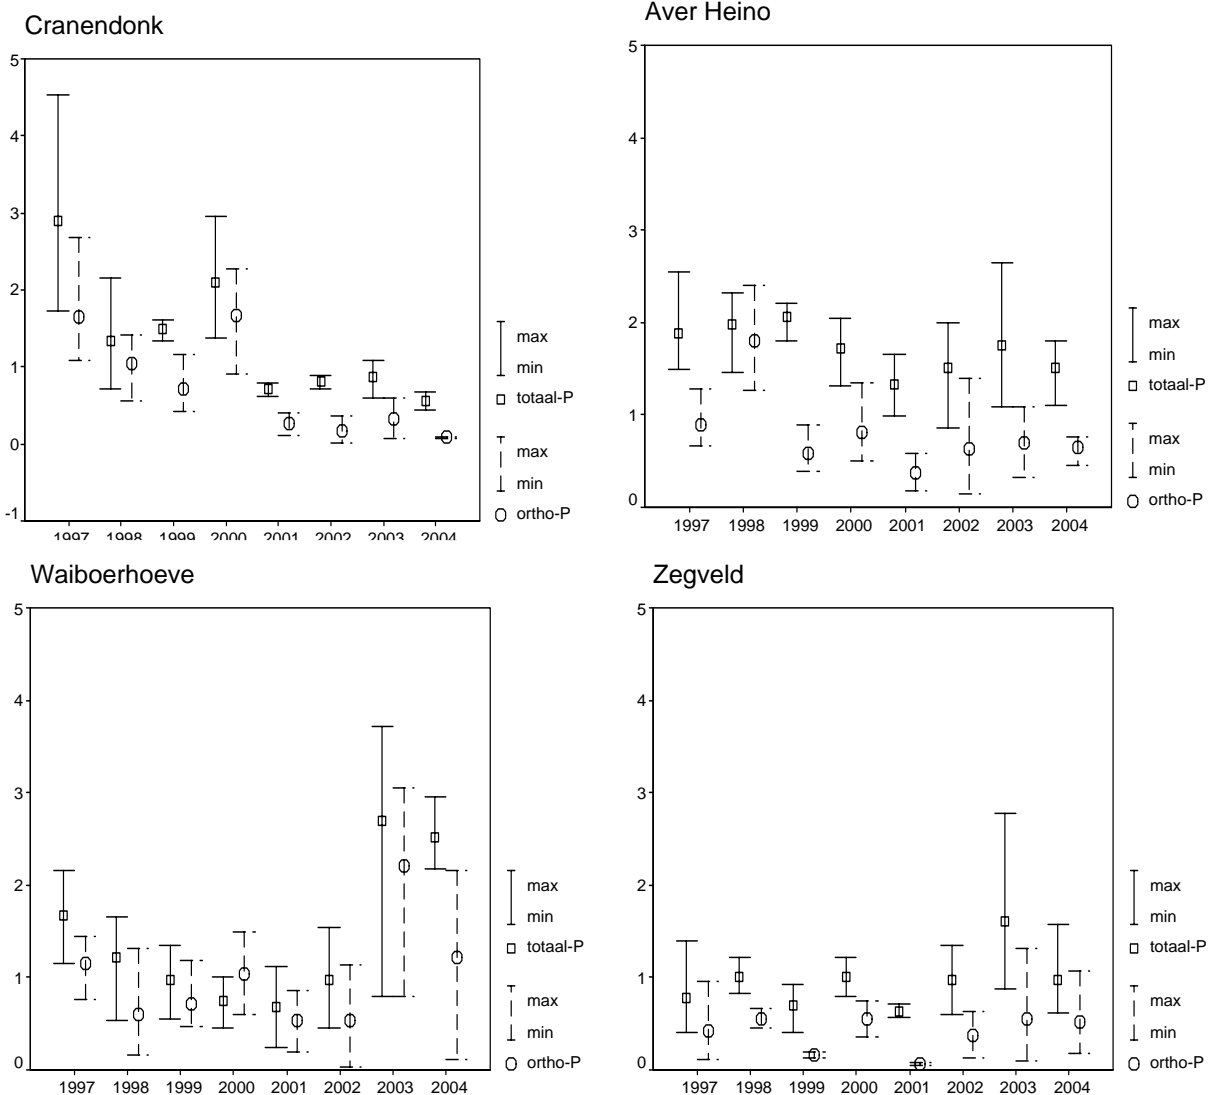 Cranendonk
5
4
3
2
1
0
-1
1997 1998 1999 2000 2001 2002 2003 2004
max
min
totaal-P
max
min
ortho-P
Aver Heino
5
4
3
2
1
0
1997 1998 1999 2000 2001 2002 2003 2004
max
min
totaal-P
max
min
ortho-P
Waiboerhoeve
5
4
3
2
1
0
1997 1998 1999 2000 2001 2002 2003 2004
max
min
totaal-P
max
min
ortho-P
Zegveld
5
4
3
2
1
0
1997 1998 1999 2000 2001 2002 2003 2004
max
min
totaal-P
max
min
ortho-P